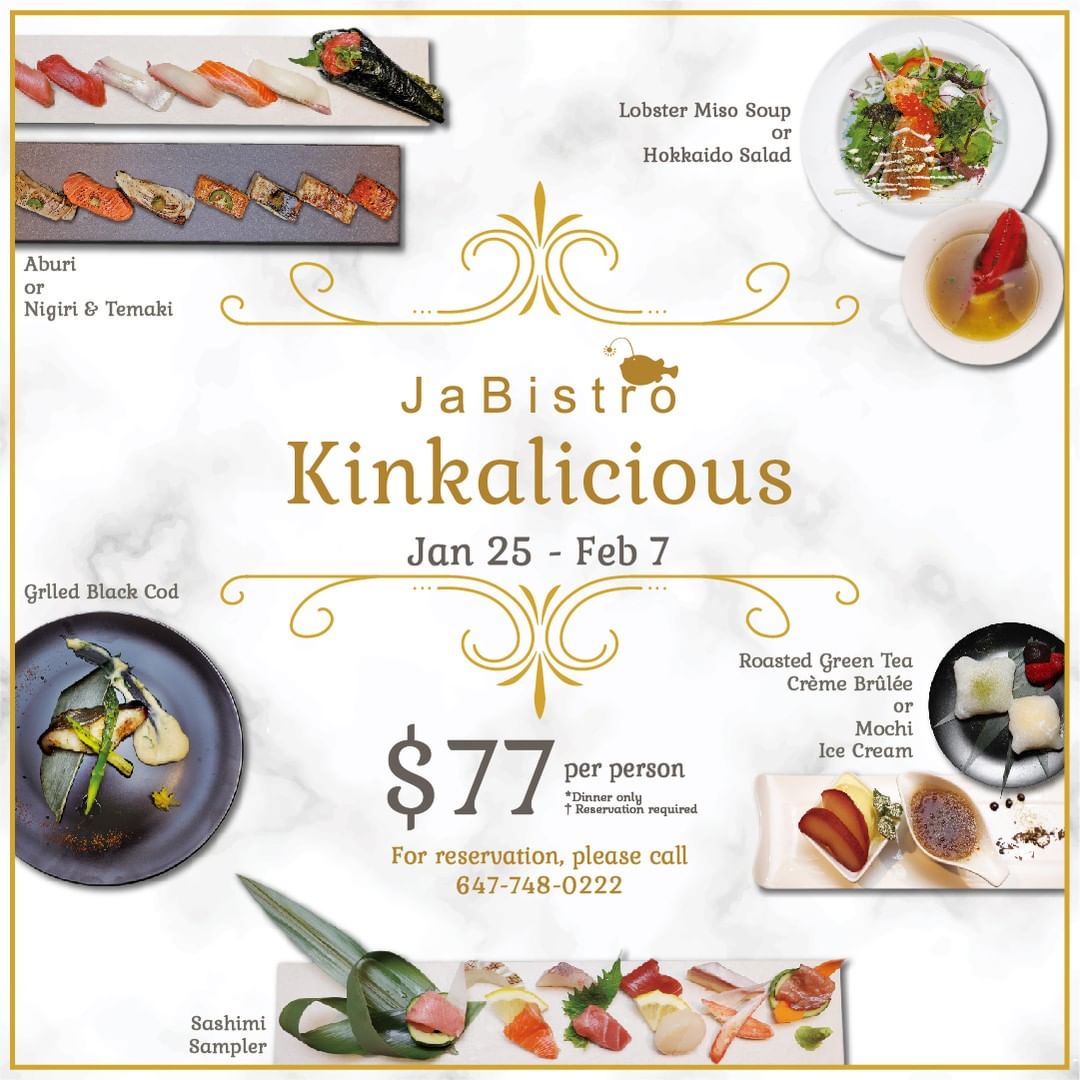 Lobster Miso Soup
or
Hokkaido Salad
Aburi
or
Nigiri & Temaki
JaBistro
Kinkalicious
Jan 25 - Feb 7
Grlled Black Cod
Roasted Green Tea
Crème Brûlée
or
Mochi
Ice Cream
$77 per person
*Dinner only
† Reservation required
For reservation, please call
647-748-0222
Sashimi
Sampler